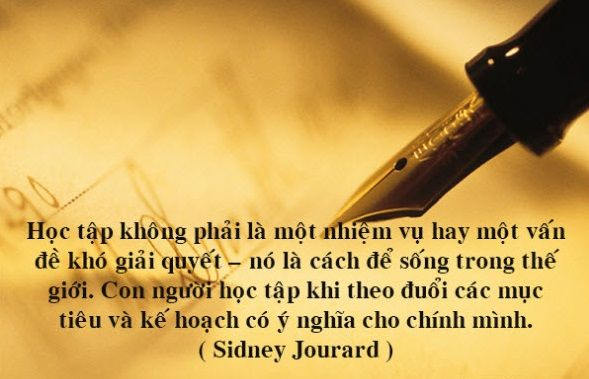 Học tập không phải là một nhiệm vụ hay một vấn
đề khó giải quyết – nó là cách để sống trong thế
giới. Con người học tập khi theo đuổi các mục
tiêu và kế hoạch có ý nghĩa cho chính mình.
( Sidney Jourard )